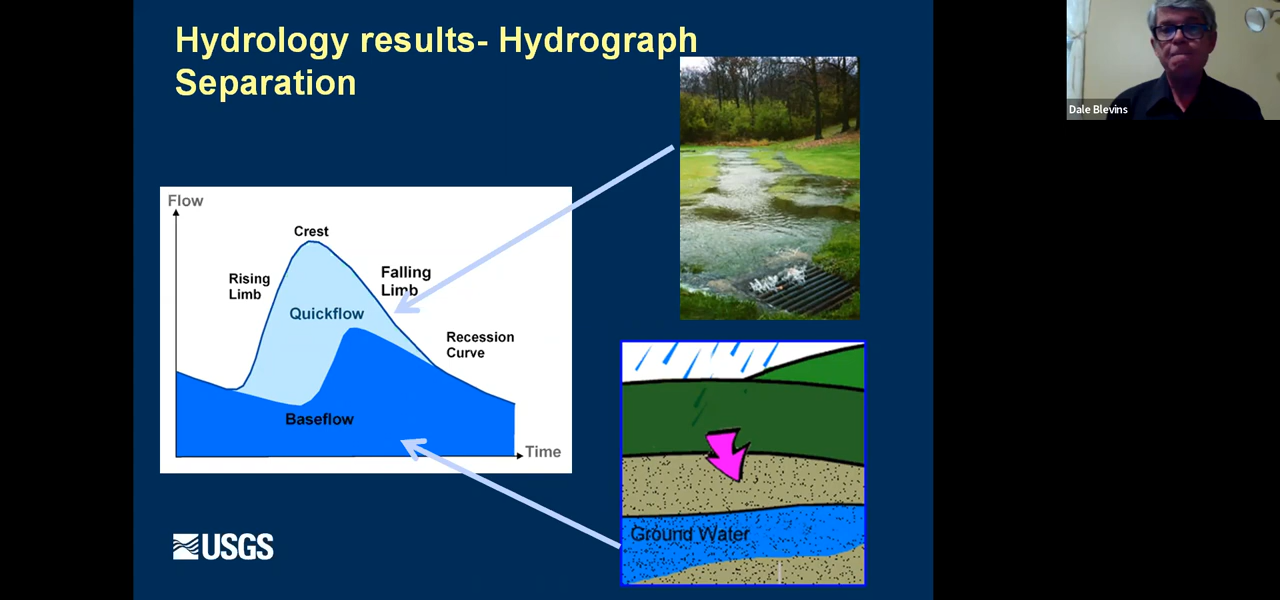 Hydrology results- Hydrograph
Separation
Dale Blevins
Flow
Crest
Rising
Limb
Falling
Limb
Quickflow
Recession
Curve
Baseflow
Time
Ground Water
USGS